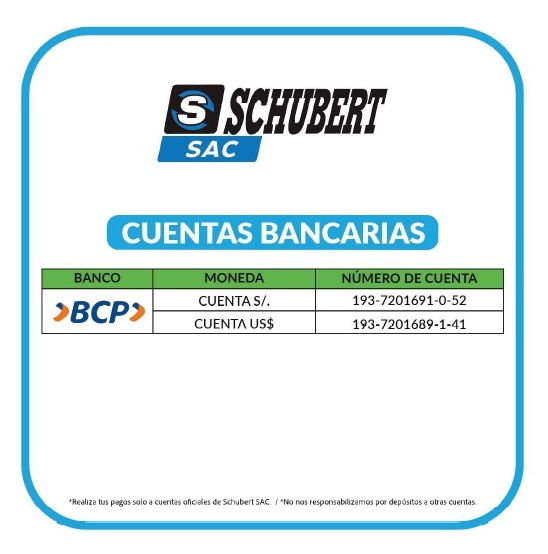 S SCHUBERT
SAC
CUENTAS BANCARIAS
BANCO MONEDA NÚMERO DE CUENTA
BCP CUENTA S/. 193-7201691-0-52
CUENTA US$ 193-7201689-1-41
*Realiza tus pagos solo a cuentas oficiales de Schubert SAC. / *No nos responsabilizamos por depósitos a otras cuentas.